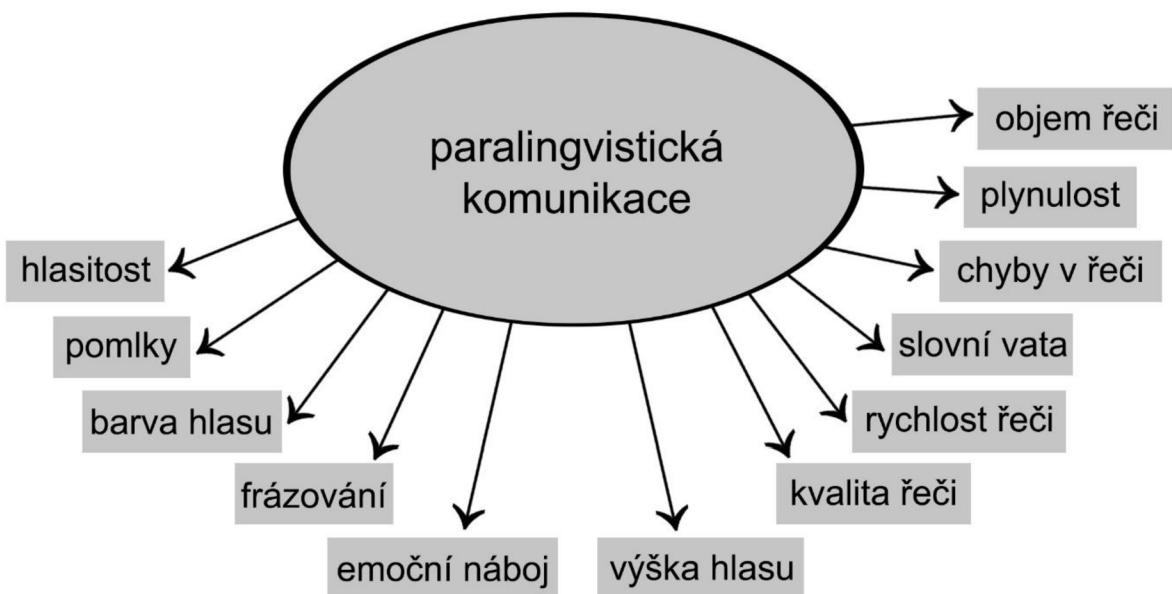 paralingvistická
komunikace
objem řeči
plynulost
chyby v řeči
slovní vata
rychlost řeči
kvalita řeči
výška hlasu
emoční náboj
frázování
barva hlasu
pomlky
hlasitost